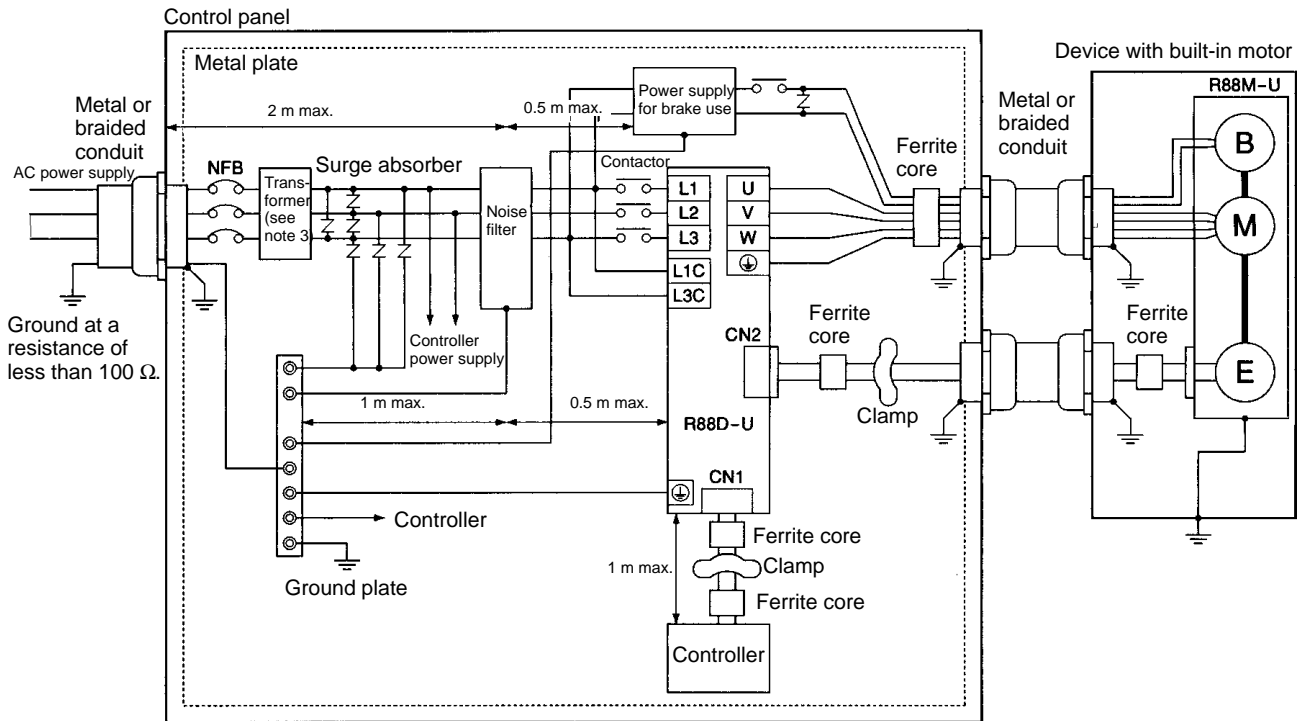 Control panel
Metal plate
Device with built-in motor
R88M-U
Metal or
braided
conduit
AC power supply
2 m max.
0.5 m max.
Power supply
for brake use
Metal or
braided
conduit
Ferrite
core
B
M
E
NFB
Trans-
former
(see
note 3)
Surge absorber
Noise
filter
Contactor
L1
L2
L3
L1C
L3C
U
V
W
Ground at a
resistance of
less than 100 Ω.
Controller
power supply
CN2
Ferrite
core
Clamp
Ferrite
core
1 m max.
0.5 m max.
R88D-U
CN1
Controller
Ground plate
1 m max.
Ferrite core
Clamp
Ferrite core
Controller